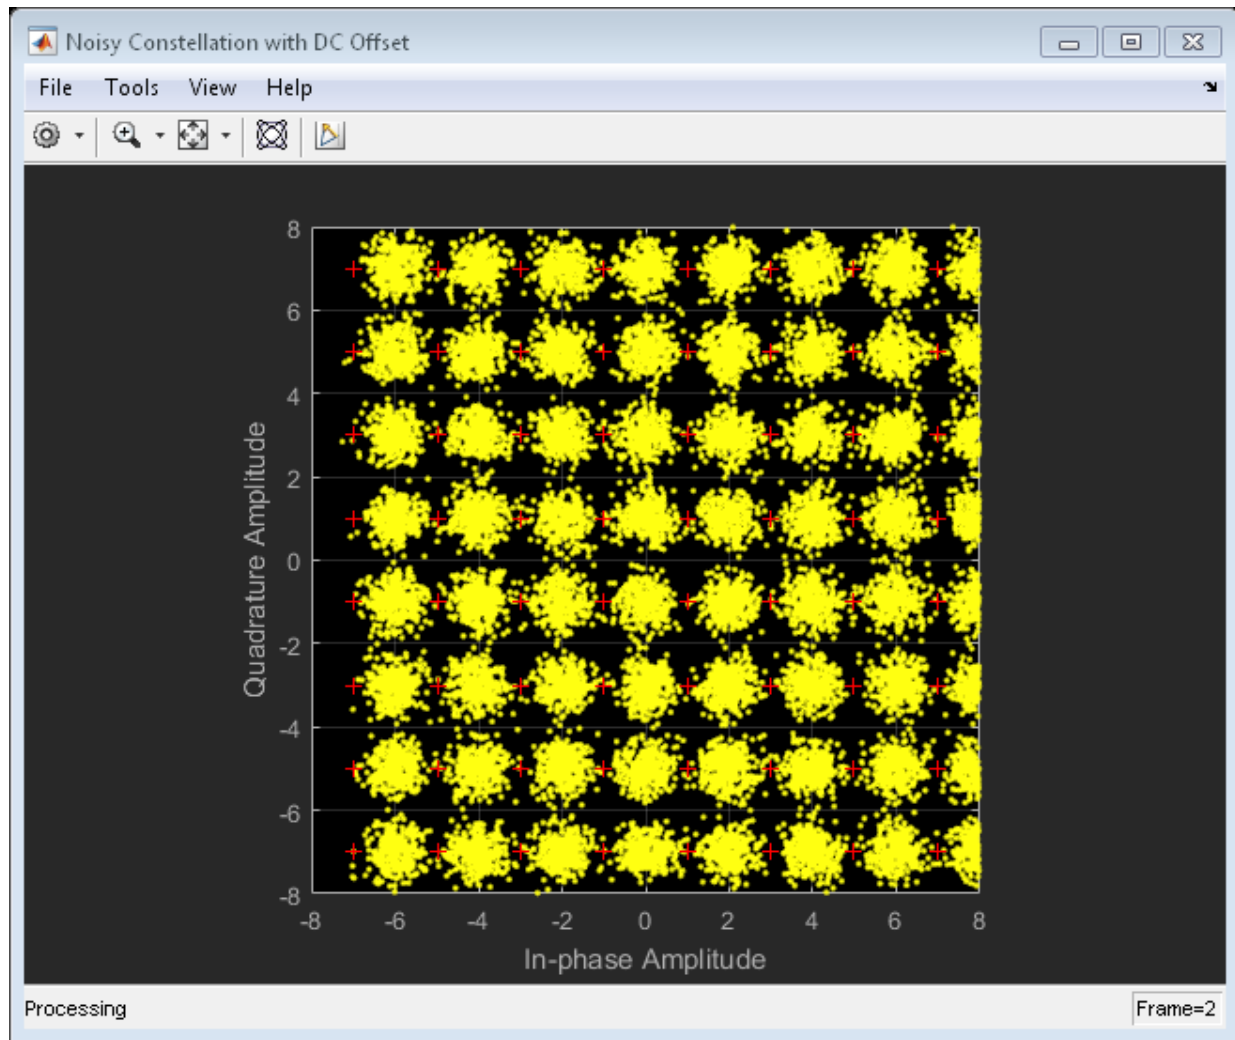 Noisy Constellation with DC Offset
File Tools View Help
8
6
4
2
0
-2
-4
-6
-8
Quadrature Amplitude
-8 -6 -4 -2 0 2 4 6 8
In-phase Amplitude
Processing Frame=2